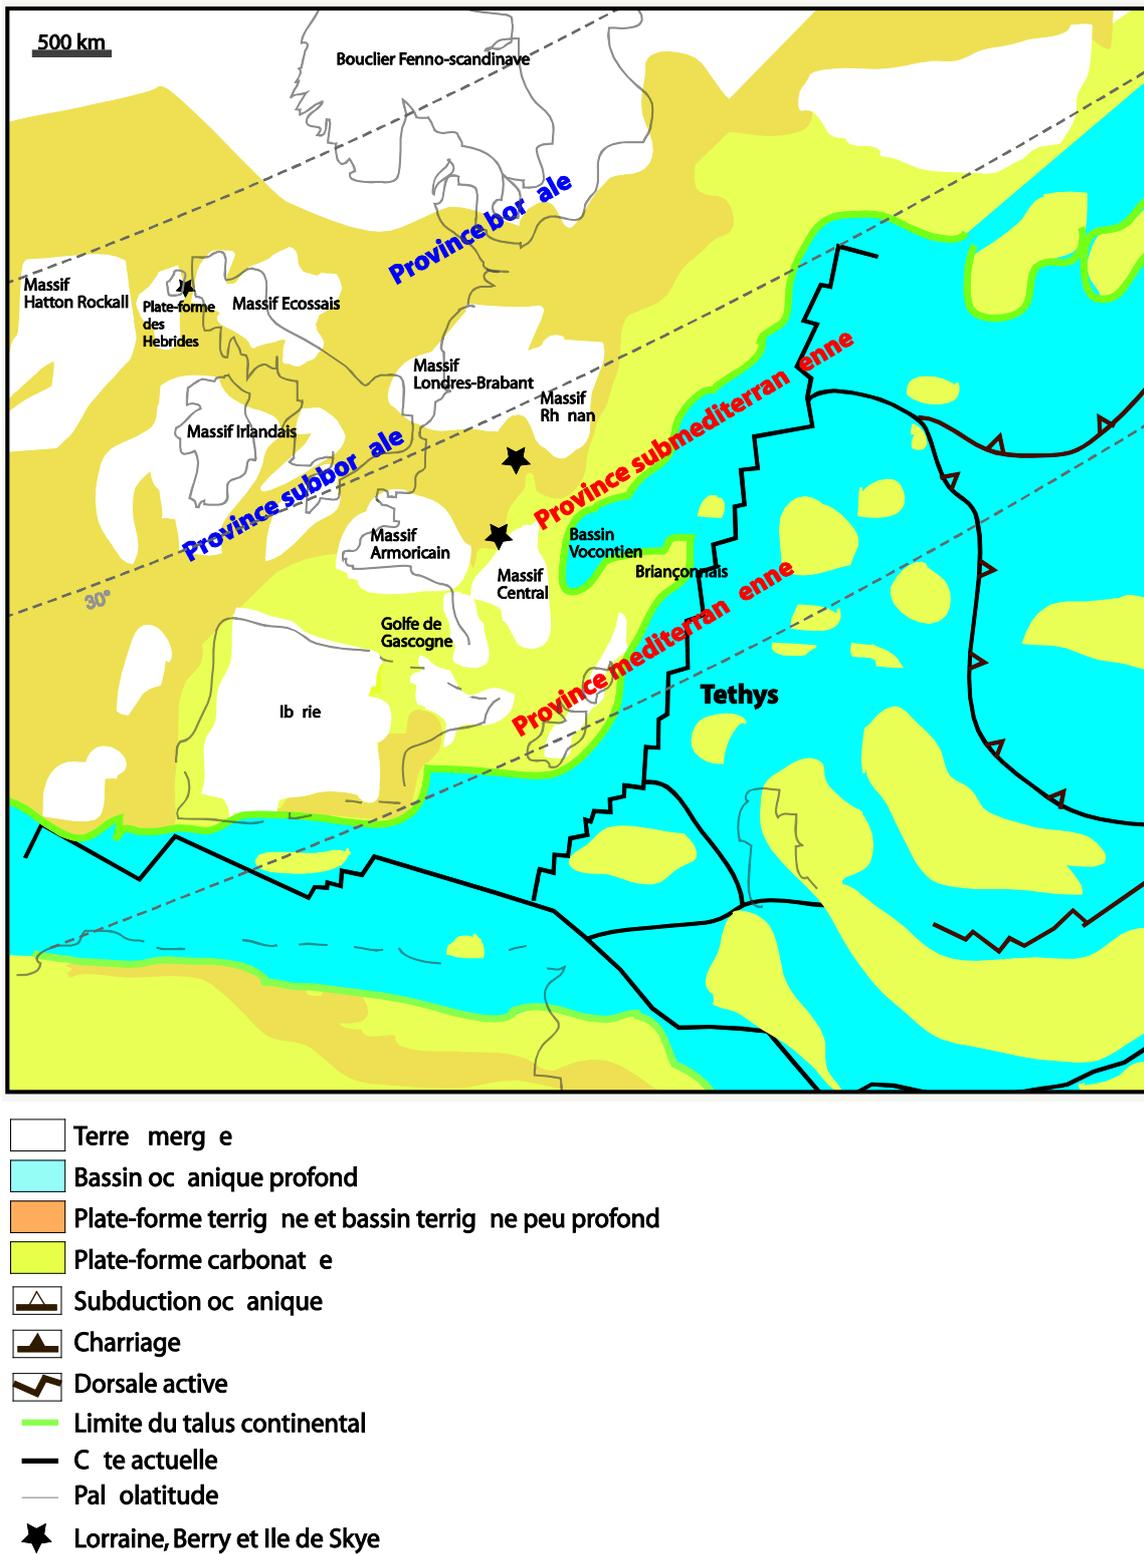 500 km
Bouclier Fenno-scandinave
Province bor ale
Massif
Hatton Rockall
Plate-forme
des
Hebrides
Massif Ecossais
Massif
Londres-Brabant
Massif
Rh nan
Massif Irlandais
Province subbor ale
Province submediterran enne
30°
Massif
Armoricain
Bassin
Vocontien
Briançonnais
Massif
Central
Golfe de
Gascogne
Province mediterran enne
Tethys
Ib rie
Terre merg e
Bassin oc anique profond
Plate-forme terrig ne et bassin terrig ne peu profond
Plate-forme carbonat e
Subduction oc anique
Charriage
Dorsale active
Limite du talus continental
C te actuelle
Pal olatitude
Lorraine, Berry et Ile de Skye